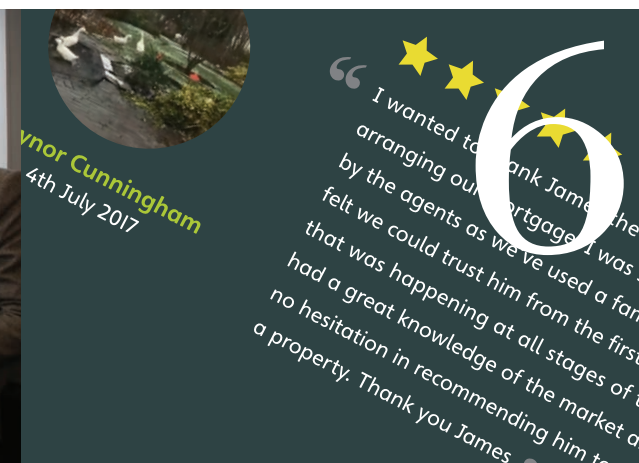 ynor Cunningham
4th July 2017
6
“
I wanted to ank James the
arranging our ortgage. I was
by the agents as we've used a
felt we could trust him from the first
that was happening at all stages of
had a great knowledge of the market
no hesitation in recommending him to
a property. Thank you James